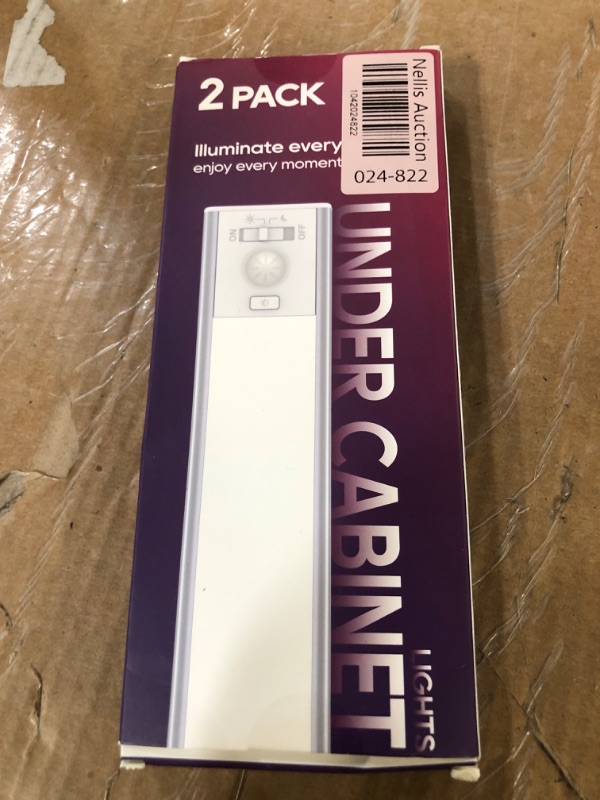 2 PACK
Illuminate every
enjoy every moment
Nellis Auction
1042024822
024-822
ON
OFF
UNDER CABINET
LIGHTS